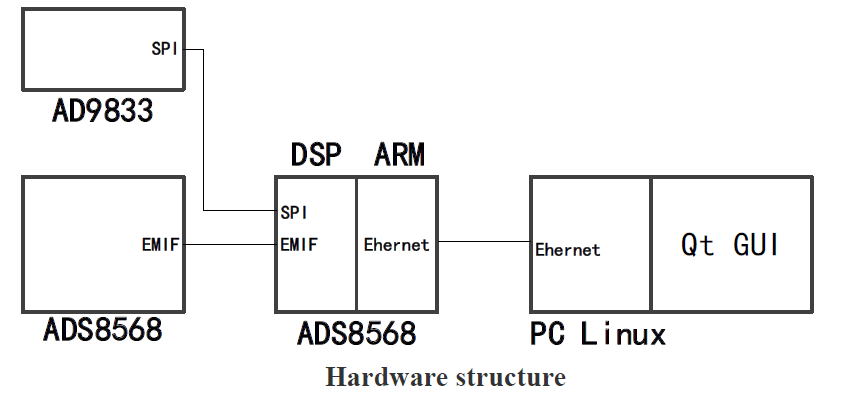 SPI
AD9833
DSP ARM
SPI
EMIF EMIF Ehernet Ehernet Qt GUI
ADS8568 ADS8568 PC Linux
Hardware structure